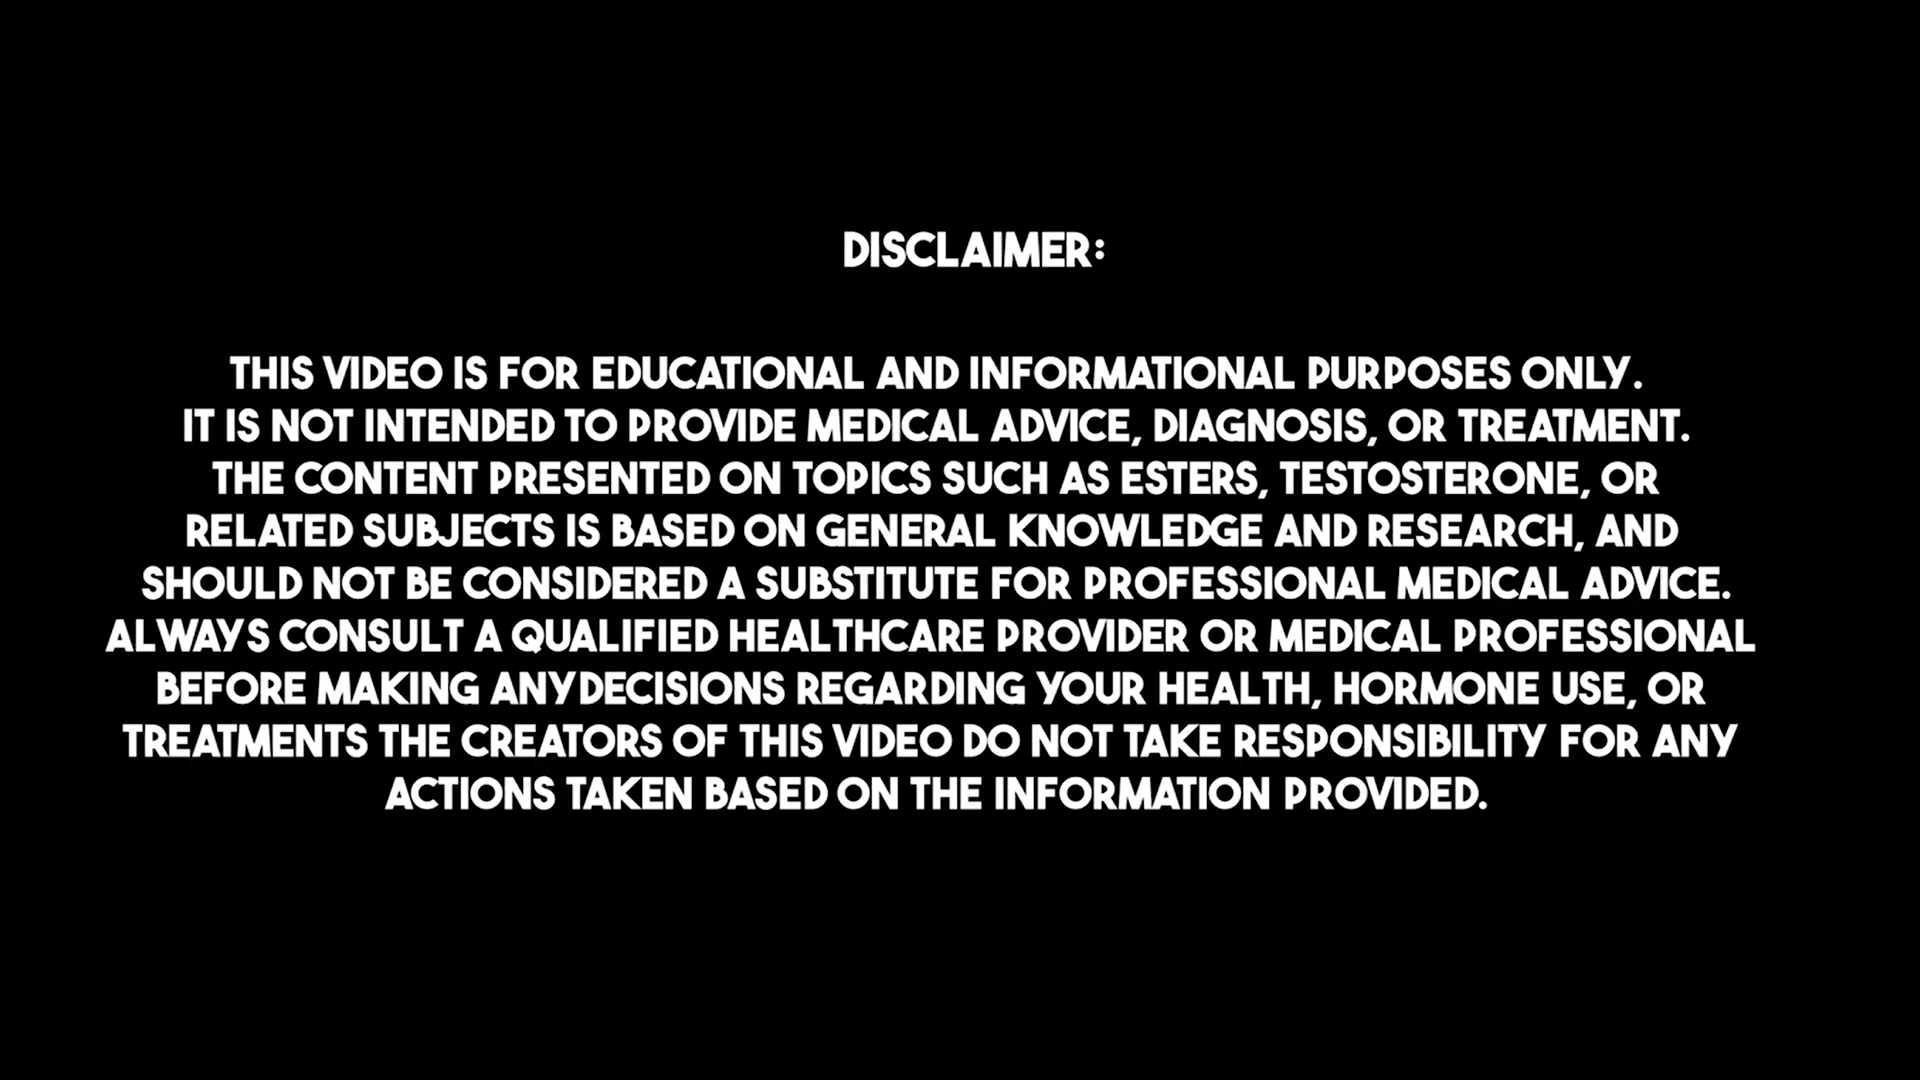 DISCLAIMER:
THIS VIDEO IS FOR EDUCATIONAL AND INFORMATIONAL PURPOSES ONLY.
IT IS NOT INTENDED TO PROVIDE MEDICAL ADVICE, DIAGNOSIS, OR TREATMENT.
THE CONTENT PRESENTED ON TOPICS SUCH AS ESTERS, TESTOSTERONE, OR
RELATED SUBJECTS IS BASED ON GENERAL KNOWLEDGE AND RESEARCH, AND
SHOULD NOT BE CONSIDERED A SUBSTITUTE FOR PROFESSIONAL MEDICAL ADVICE.
ALWAYS CONSULT A QUALIFIED HEALTHCARE PROVIDER OR MEDICAL PROFESSIONAL
BEFORE MAKING ANYDECISIONS REGARDING YOUR HEALTH, HORMONE USE, OR
TREATMENTS THE CREATORS OF THIS VIDEO DO NOT TAKE RESPONSIBILITY FOR ANY
ACTIONS TAKEN BASED ON THE INFORMATION PROVIDED.